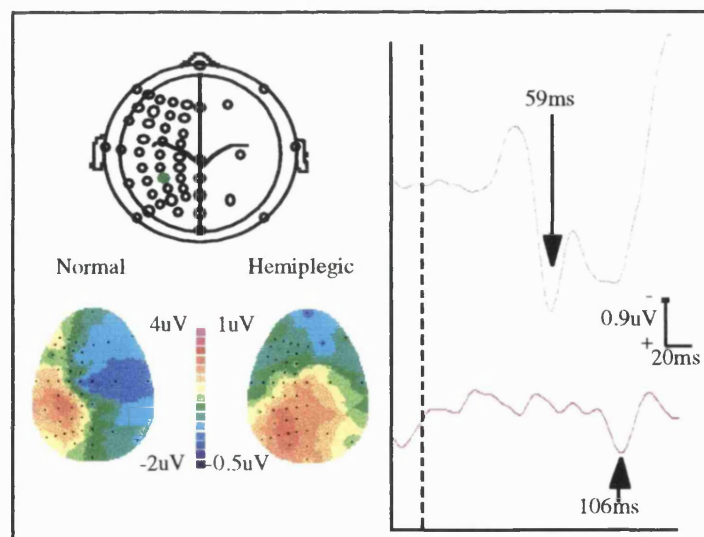 59ms
Normal
Hemiplegic
4uV
1uV
-
0.9uV
+
20ms
-2uV
-0.5uV
106ms